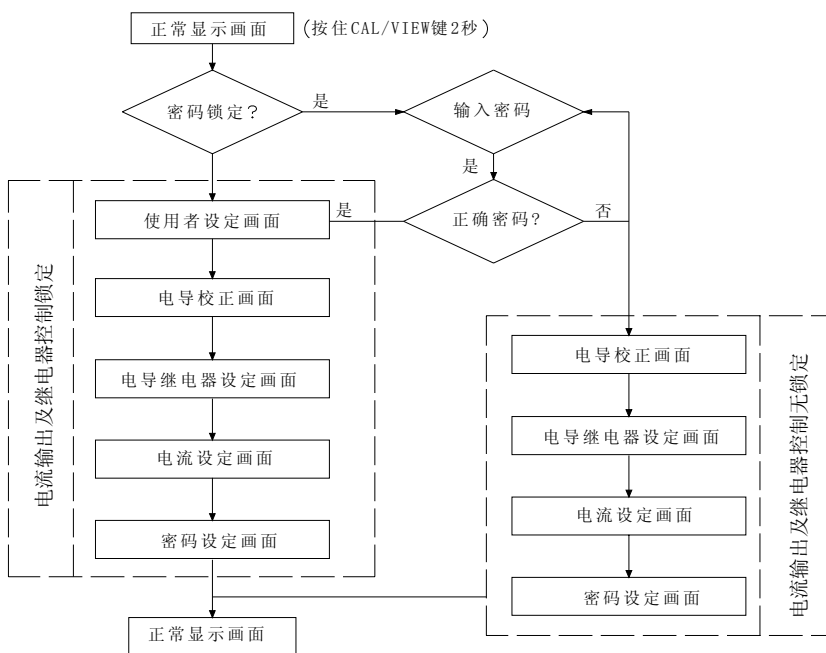 正常显示画面 (按住CAL/VIEW键2秒)
密码锁定?
是
输入密码
是
使用者设定画面
是
正确密码?
否
电导校正画面
电导继电器设定画面
电流设定画面
密码设定画面
电流输出及继电器控制锁定
电导校正画面
电导继电器设定画面
电流设定画面
密码设定画面
电流输出及继电器控制无锁定
正常显示画面